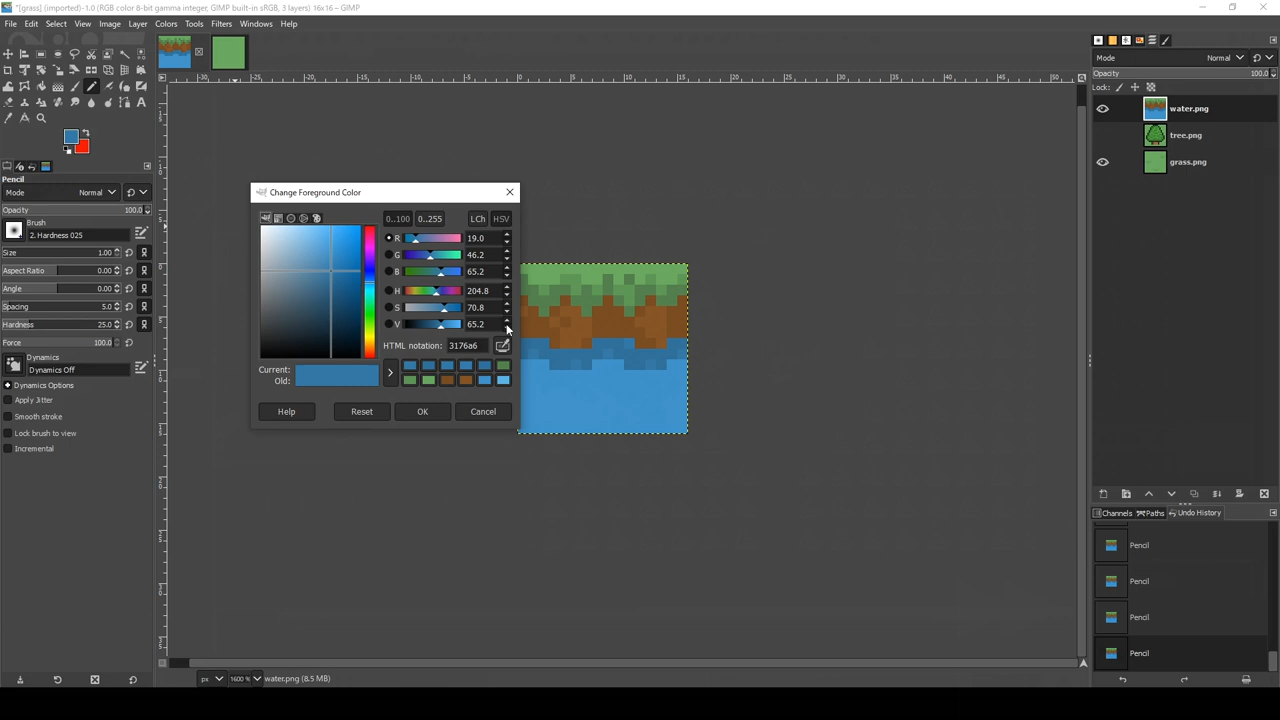 *[grass] (imported)-1.0 (RGB color 8-bit gamma integer, GIMP built-in sRGB, 3 layers) 16x16 – GIMP
File Edit Select View Image Layer Colors Tools Filters Windows Help
Pencil
Mode Normal
Opacity 100.0
Brush
2. Hardness 025
Size 1.00
Aspect Ratio 0.00
Angle 0.00
Spacing 5.0
Hardness 25.0
Force 100.0
Dynamics
Dynamics Off
Dynamics Options
Apply Jitter
Smooth stroke
Lock brush to view
Incremental
Change Foreground Color
0..100 0..255 LCh HSV
R 19.0
G 46.2
B 65.2
H 204.8
S 70.8
V 65.2
HTML notation: 3176a6
Current:
Old:
Help Reset OK Cancel
px 1600 % water.png (8.5 MB)
Mode Normal
Opacity 100.0
Lock:
water.png
tree.png
grass.png
Channels Paths Undo History
Pencil
Pencil
Pencil
Pencil